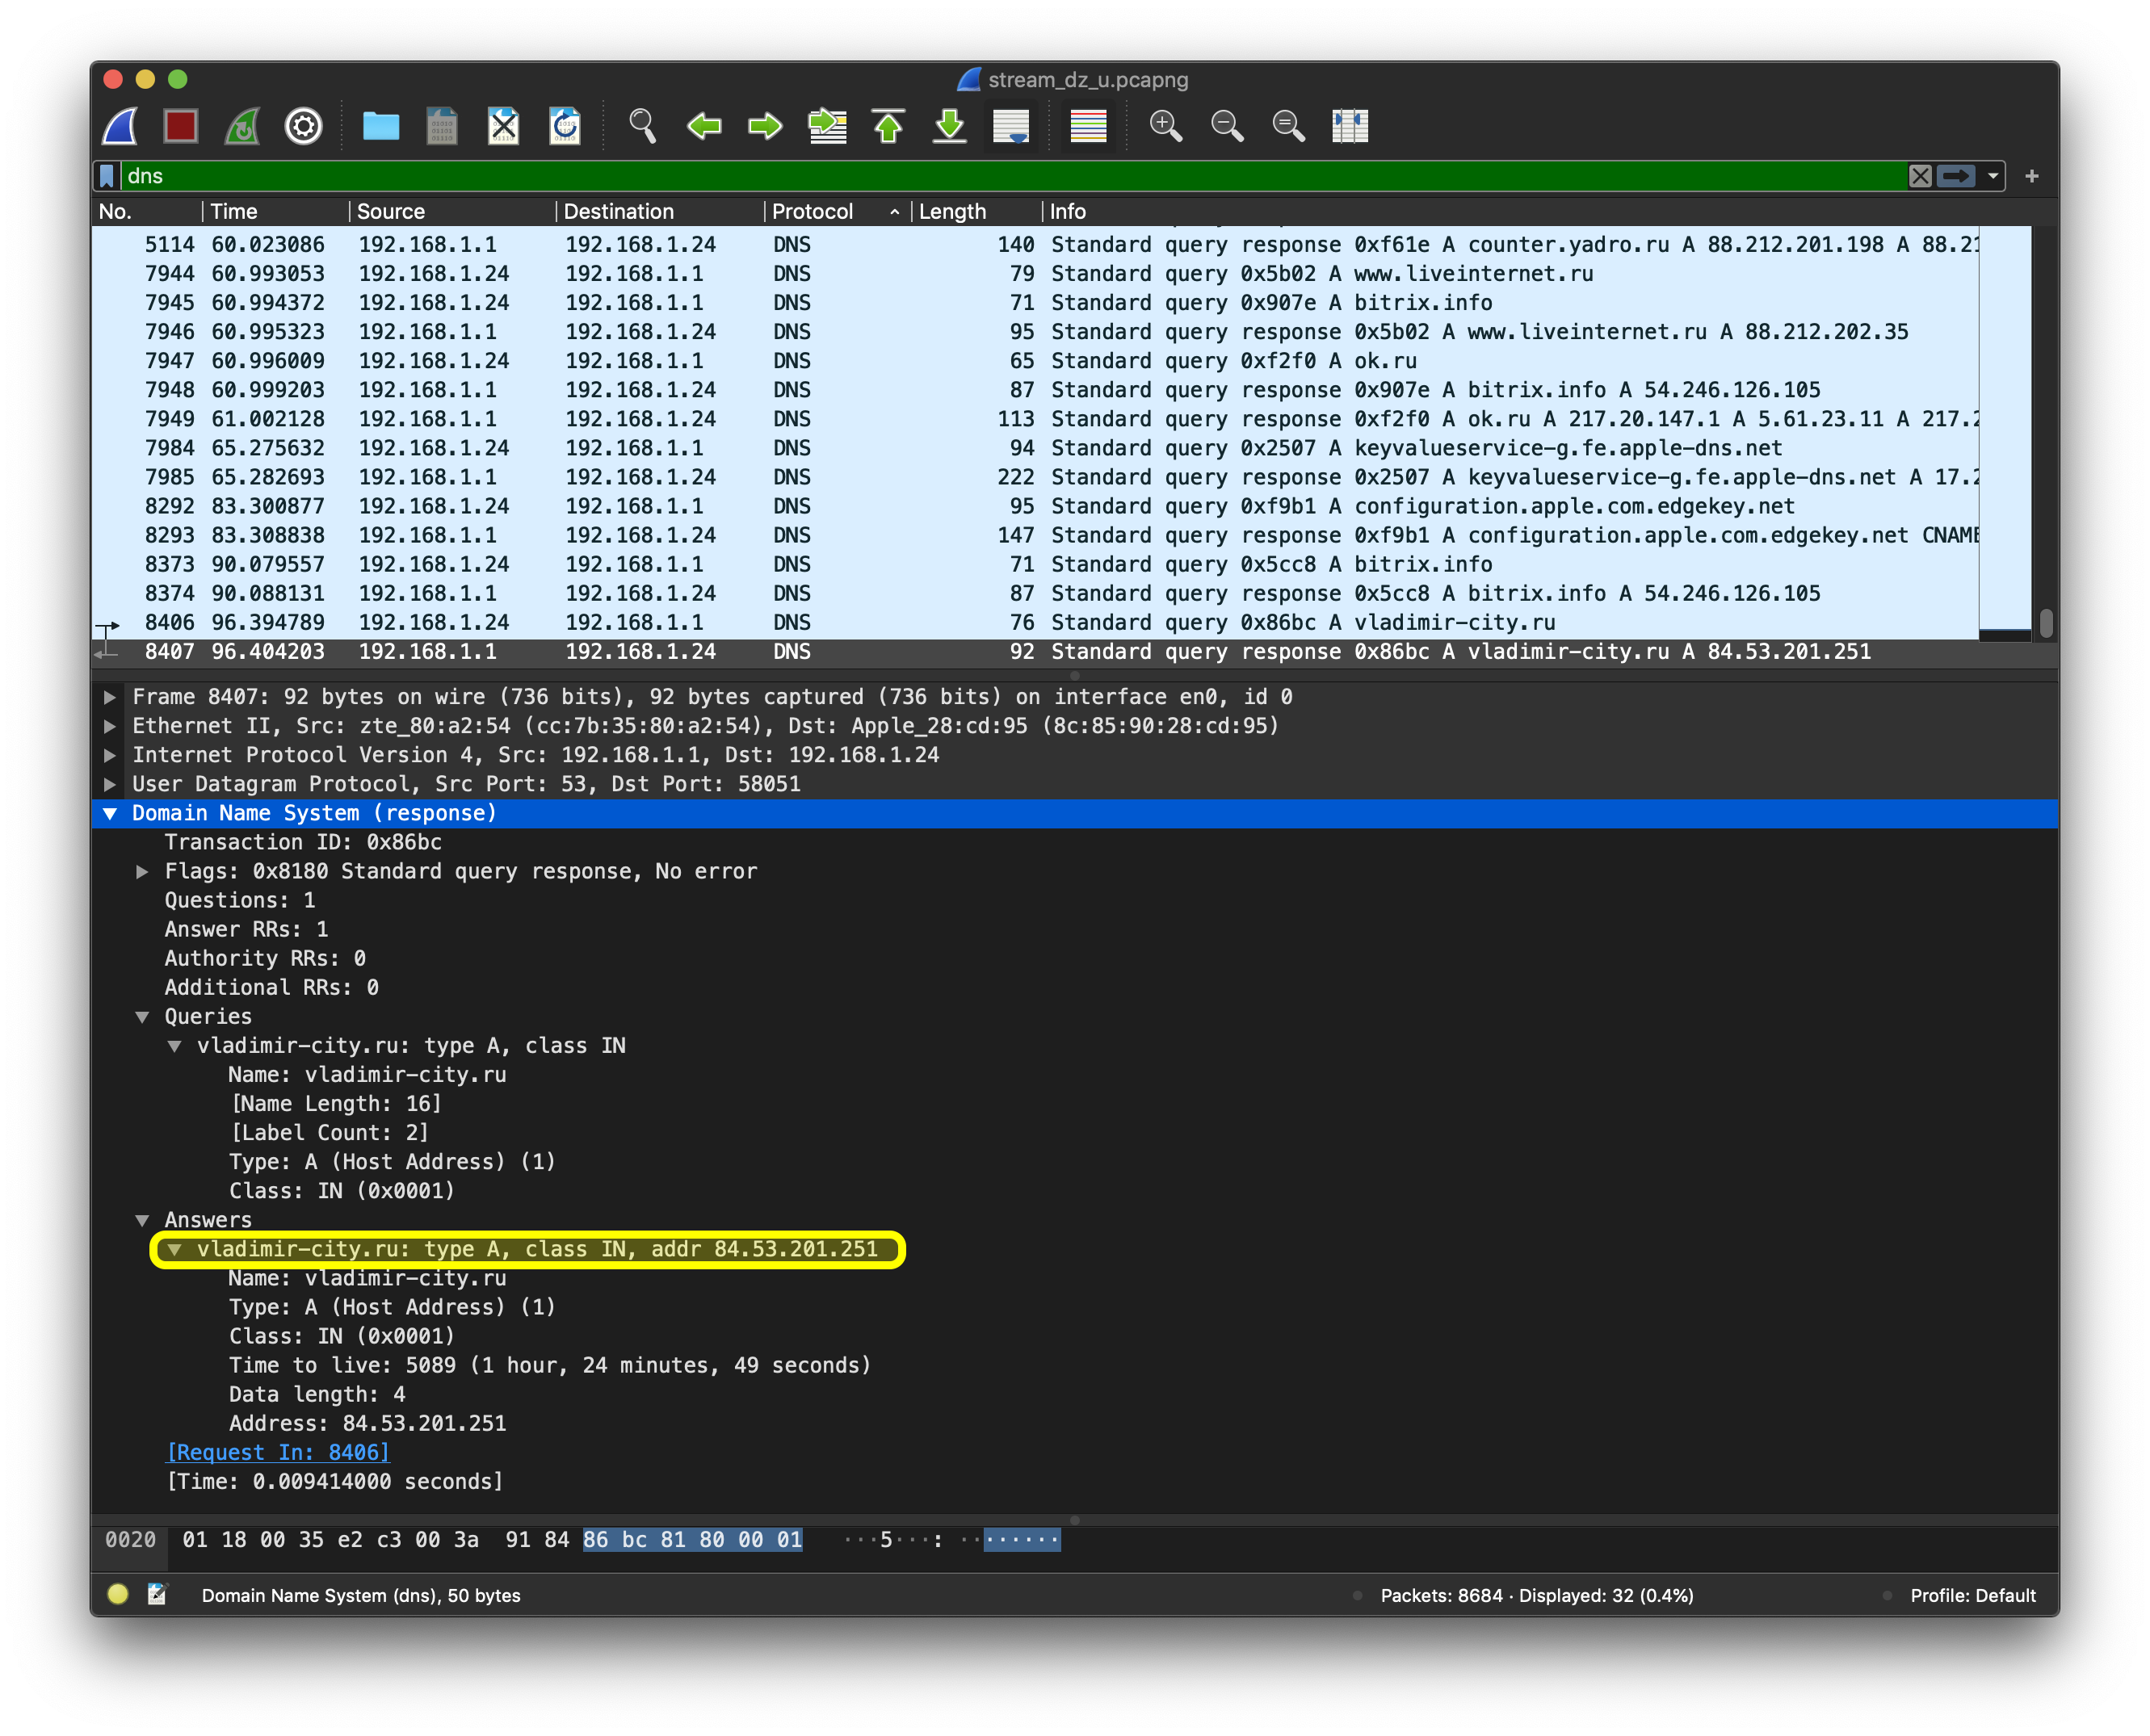 stream_dz_u.pcapng
dns
No. Time Source Destination Protocol Length Info
5114 60.023086 192.168.1.1 192.168.1.24 DNS 140 Standard query response 0xf61e A counter.yadro.ru A 88.212.201.198 A 88.21
7944 60.993053 192.168.1.24 192.168.1.1 DNS 79 Standard query 0x5b02 A www.liveinternet.ru
7945 60.994372 192.168.1.24 192.168.1.1 DNS 71 Standard query 0x907e A bitrix.info
7946 60.995323 192.168.1.1 192.168.1.24 DNS 95 Standard query response 0x5b02 A www.liveinternet.ru A 88.212.202.35
7947 60.996009 192.168.1.24 192.168.1.1 DNS 65 Standard query 0xf2f0 A ok.ru
7948 60.999203 192.168.1.1 192.168.1.24 DNS 87 Standard query response 0x907e A bitrix.info A 54.246.126.105
7949 61.002128 192.168.1.1 192.168.1.24 DNS 113 Standard query response 0xf2f0 A ok.ru A 217.20.147.1 A 5.61.23.11 A 217.2
7984 65.275632 192.168.1.24 192.168.1.1 DNS 94 Standard query 0x2507 A keyvalueservice-g.fe.apple-dns.net
7985 65.282693 192.168.1.1 192.168.1.24 DNS 222 Standard query response 0x2507 A keyvalueservice-g.fe.apple-dns.net A 17.2
8292 83.300877 192.168.1.24 192.168.1.1 DNS 95 Standard query 0xf9b1 A configuration.apple.com.edgekey.net
8293 83.308838 192.168.1.1 192.168.1.24 DNS 147 Standard query response 0xf9b1 A configuration.apple.com.edgekey.net CNAME
8373 90.079557 192.168.1.24 192.168.1.1 DNS 71 Standard query 0x5cc8 A bitrix.info
8374 90.088131 192.168.1.1 192.168.1.24 DNS 87 Standard query response 0x5cc8 A bitrix.info A 54.246.126.105
8406 96.394789 192.168.1.24 192.168.1.1 DNS 76 Standard query 0x86bc A vladimir-city.ru
8407 96.404203 192.168.1.1 192.168.1.24 DNS 92 Standard query response 0x86bc A vladimir-city.ru A 84.53.201.251
Frame 8407: 92 bytes on wire (736 bits), 92 bytes captured (736 bits) on interface en0, id 0
Ethernet II, Src: zte_80:a2:54 (cc:7b:35:80:a2:54), Dst: Apple_28:cd:95 (8c:85:90:28:cd:95)
Internet Protocol Version 4, Src: 192.168.1.1, Dst: 192.168.1.24
User Datagram Protocol, Src Port: 53, Dst Port: 58051
Domain Name System (response)
Transaction ID: 0x86bc
Flags: 0x8180 Standard query response, No error
Questions: 1
Answer RRs: 1
Authority RRs: 0
Additional RRs: 0
Queries
vladimir-city.ru: type A, class IN
Name: vladimir-city.ru
[Name Length: 16]
[Label Count: 2]
Type: A (Host Address) (1)
Class: IN (0x0001)
Answers
vladimir-city.ru: type A, class IN, addr 84.53.201.251
Name: vladimir-city.ru
Type: A (Host Address) (1)
Class: IN (0x0001)
Time to live: 5089 (1 hour, 24 minutes, 49 seconds)
Data length: 4
Address: 84.53.201.251
[Request In: 8406]
[Time: 0.009414000 seconds]
0020 01 18 00 35 e2 c3 00 3a 91 84 86 bc 81 80 00 01 ···5···: ········
Domain Name System (dns), 50 bytes
Packets: 8684 · Displayed: 32 (0.4%)
Profile: Default